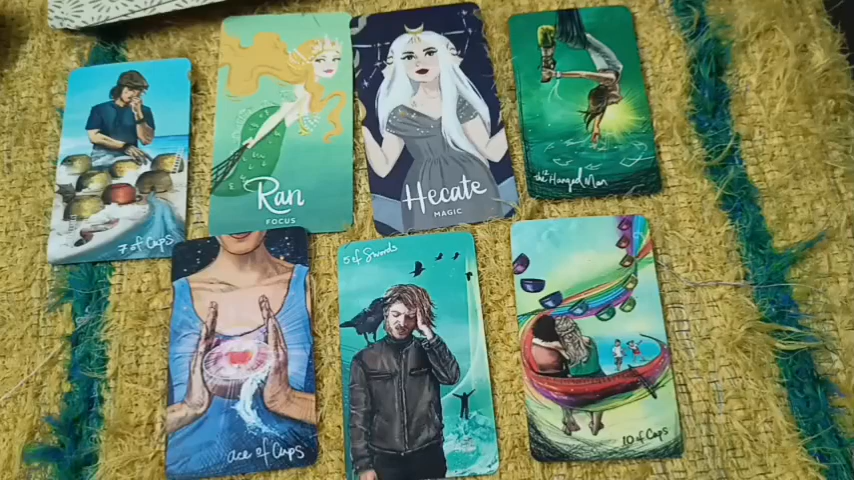 7 of Cups
Ran
FOCUS
Hecate
MAGIC
the Hanged Man
ace of Cups
5 of Swords
10 of Cups